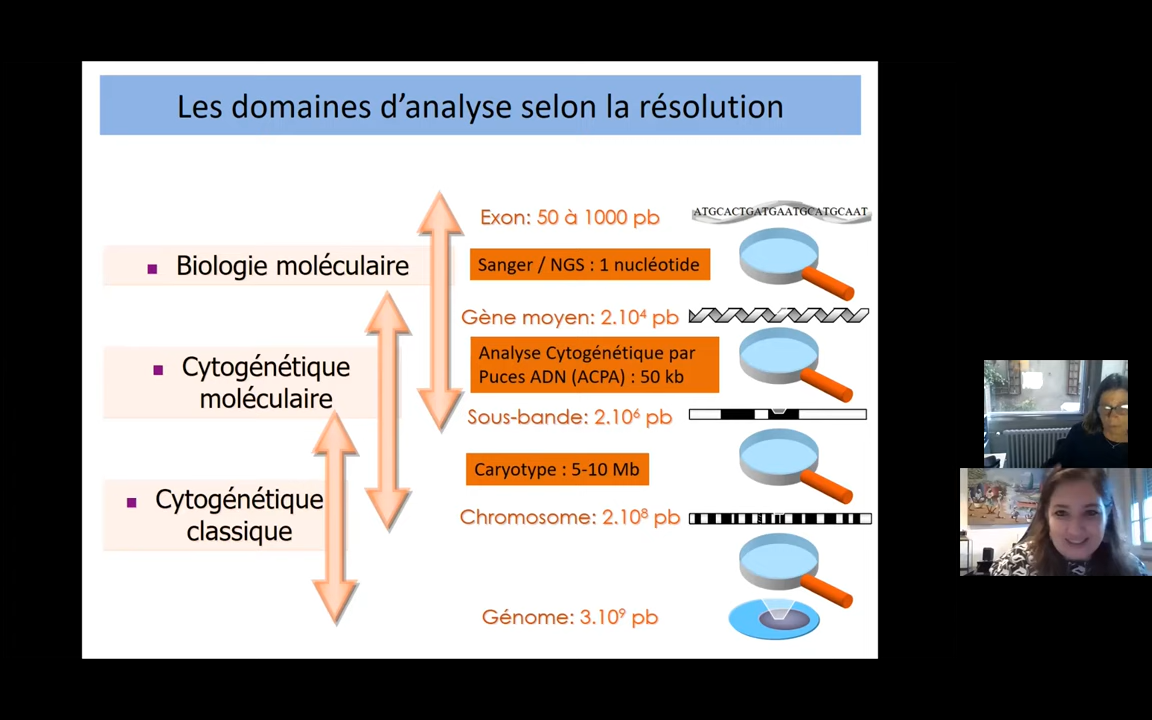 Les domaines d’analyse selon la résolution
ATGCACTGATGAATGCATGCAAT
Exon: 50 à 1000 pb
▪ Biologie moléculaire
Sanger / NGS : 1 nucléotide
Gène moyen: 2.10⁴ pb
Analyse Cytogénétique par
Puces ADN (ACPA) : 50 kb
▪ Cytogénétique
moléculaire
Sous-bande: 2.10⁶ pb
Caryotype : 5-10 Mb
▪ Cytogénétique
classique
Chromosome: 2.10⁸ pb
Génome: 3.10⁹ pb